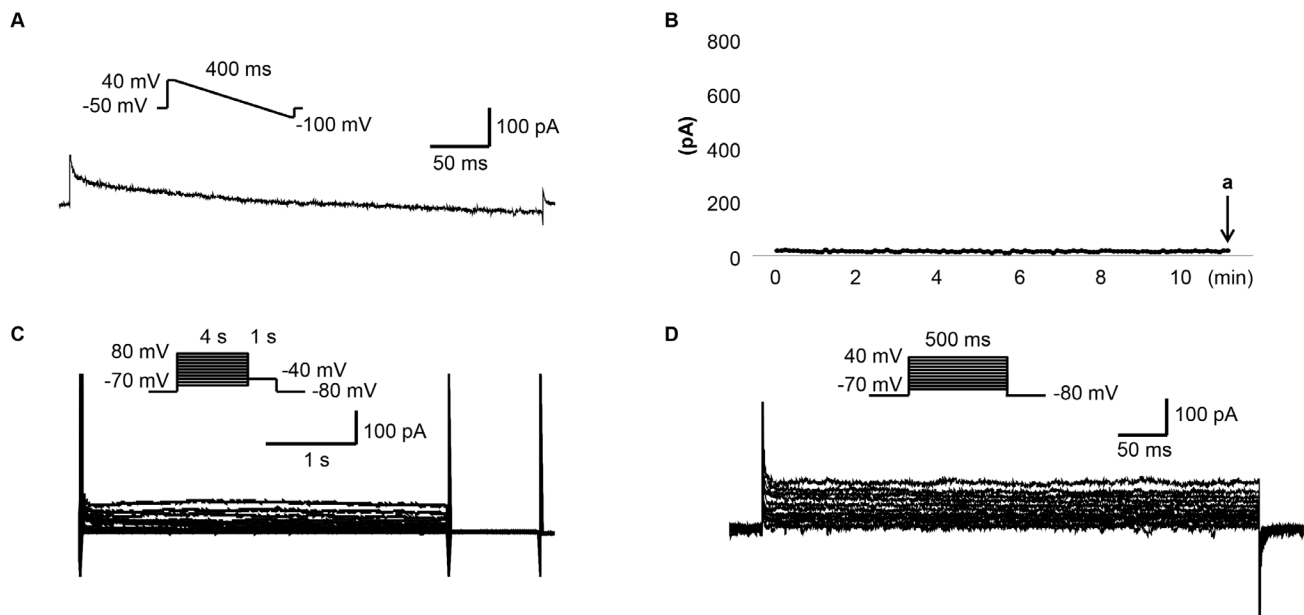 A
400 ms
40 mV
-50 mV
-100 mV
100 pA
50 ms
B
800
600
400
200
0
(pA)
a
0 2 4 6 8 10 (min)
C
4 s 1 s
80 mV
-70 mV
-40 mV
-80 mV
100 pA
1 s
D
500 ms
40 mV
-70 mV
-80 mV
100 pA
50 ms